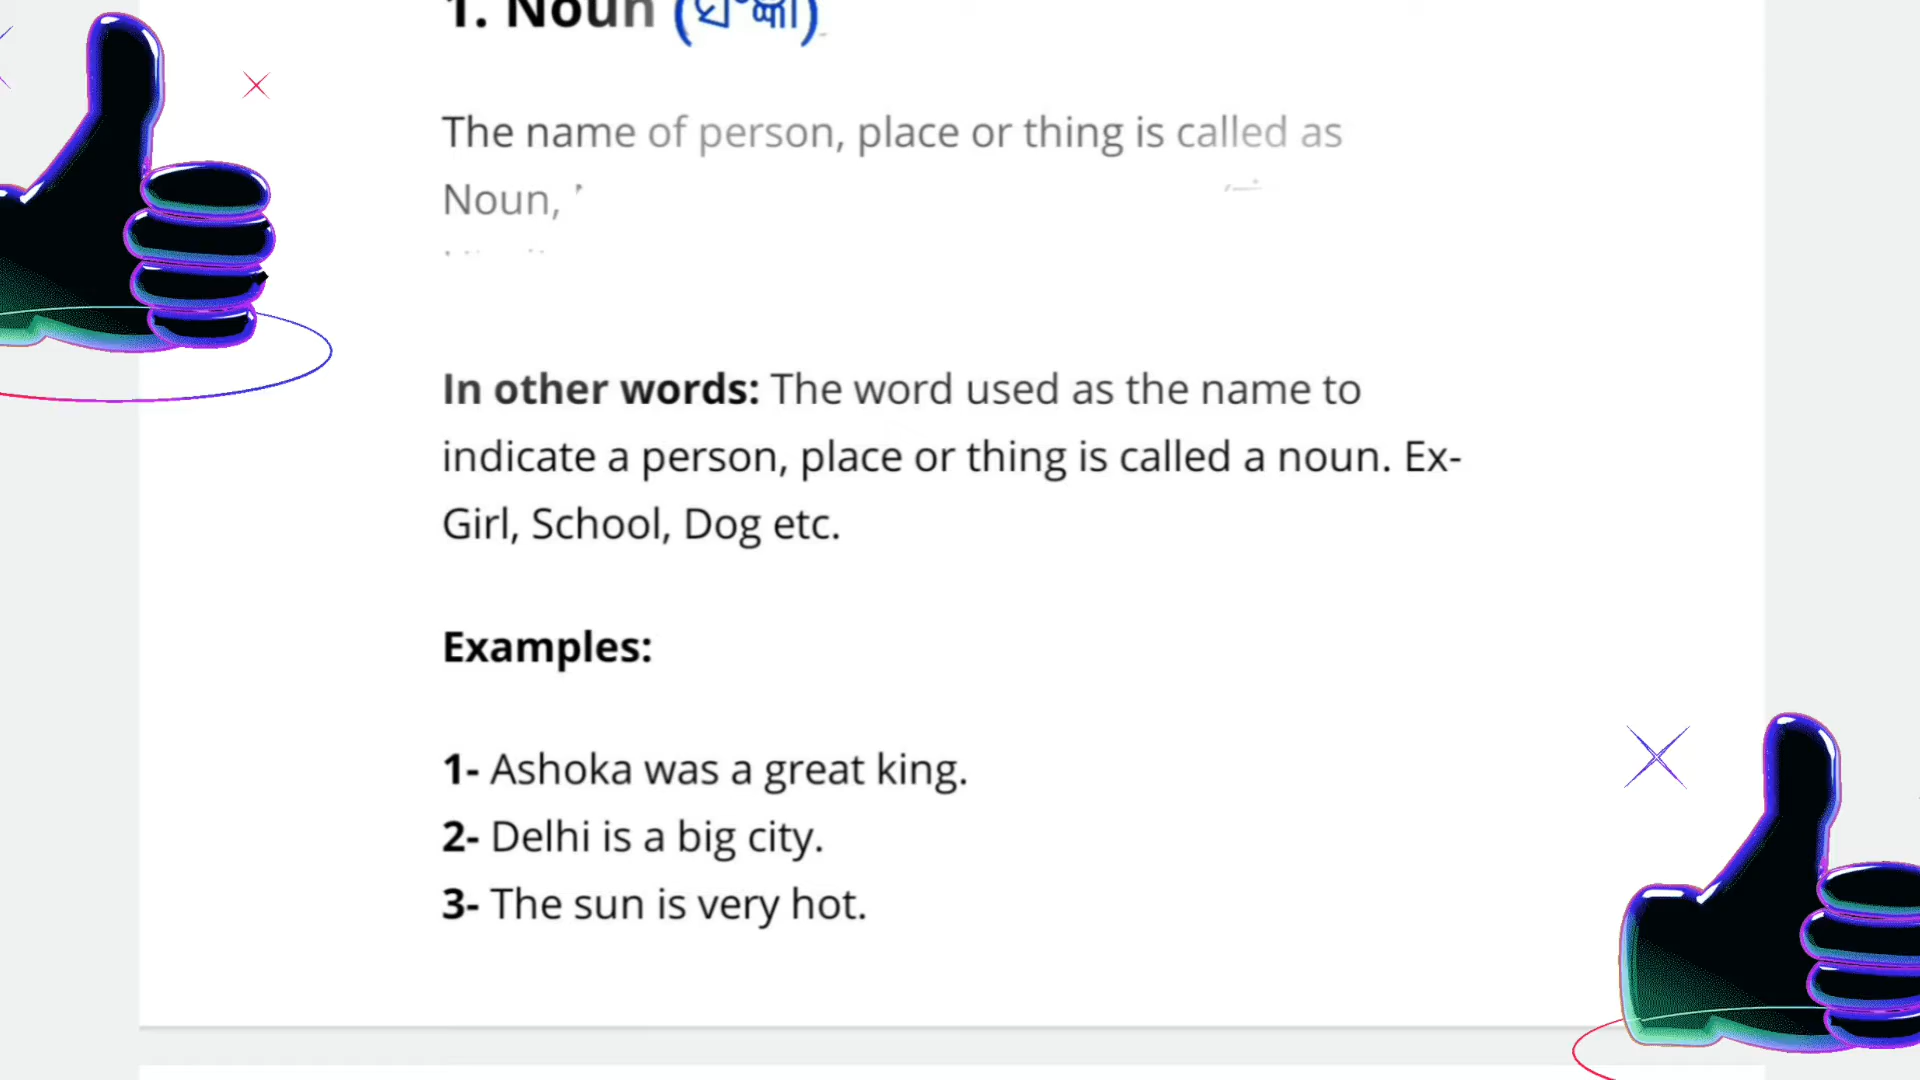 1. Noun
The name of person, place or thing is called as
Noun,
In other words: The word used as the name to
indicate a person, place or thing is called a noun. Ex-
Girl, School, Dog etc.
Examples:
1- Ashoka was a great king.
2- Delhi is a big city.
3- The sun is very hot.